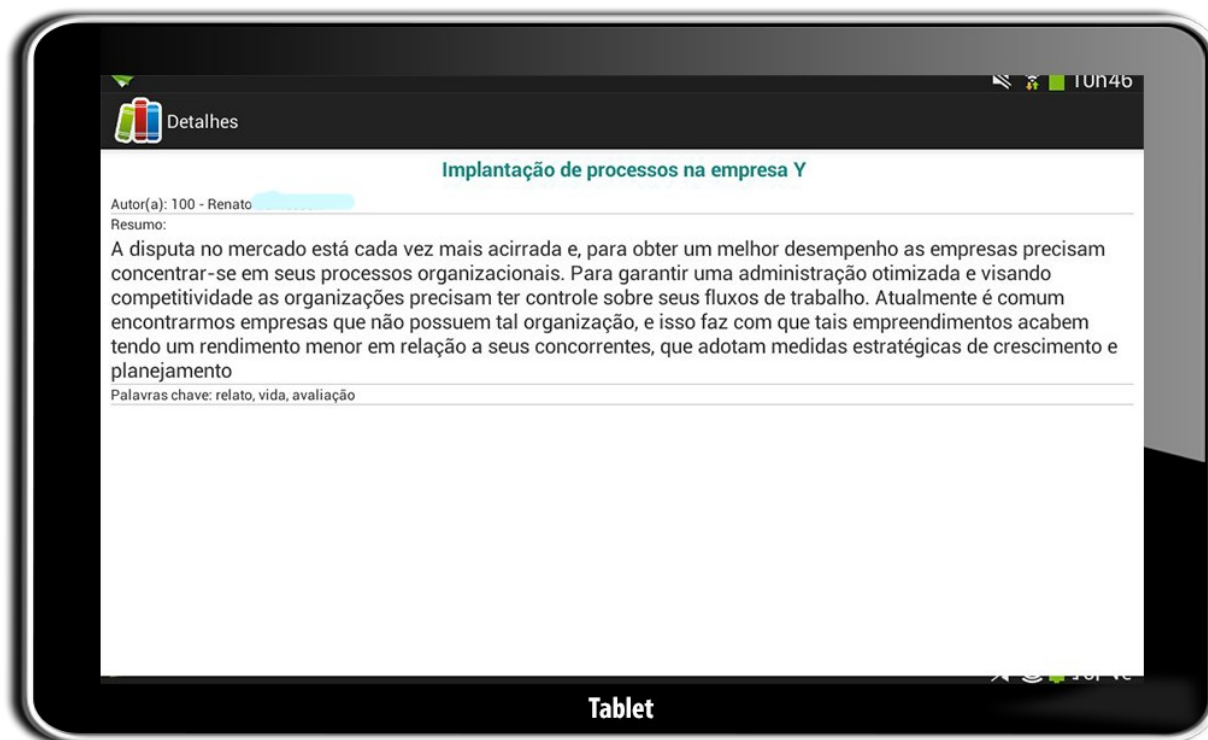 10h46
Detalhes
Implantação de processos na empresa Y
Autor(a): 100 - Renato
Resumo:
A disputa no mercado está cada vez mais acirrada e, para obter um melhor desempenho as empresas precisam
concentrar-se em seus processos organizacionais. Para garantir uma administração otimizada e visando
competitividade as organizações precisam ter controle sobre seus fluxos de trabalho. Atualmente é comum
encontrarmos empresas que não possuem tal organização, e isso faz com que tais empreendimentos acabem
tendo um rendimento menor em relação a seus concorrentes, que adotam medidas estratégicas de crescimento e
planejamento
Palavras chave: relato, vida, avaliação
Tablet